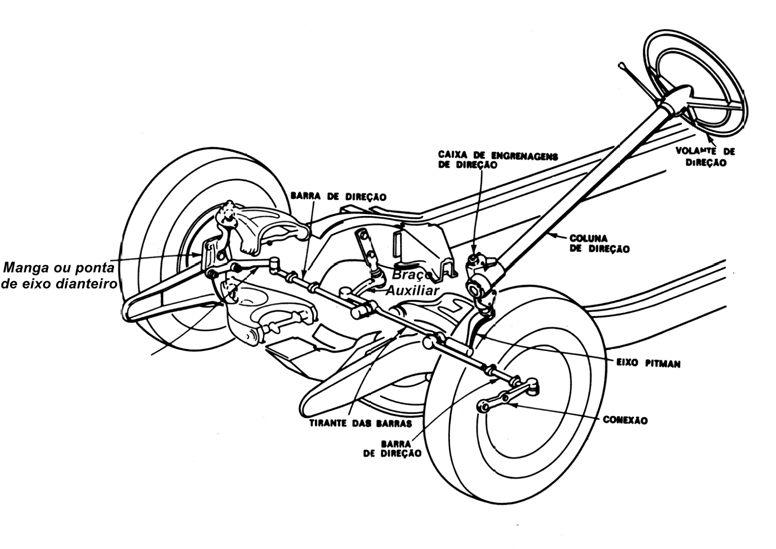 VOLANTE DE
DIREÇÃO
CAIXA DE ENGRENAGENS
DE DIREÇÃO
BARRA DE DIREÇÃO
COLUNA
DE DIREÇÃO
Manga ou ponta
de eixo dianteiro
Braço
Auxiliar
EIXO PITMAN
TIRANTE DAS BARRAS
CONEXÃO
BARRA
DE DIREÇÃO